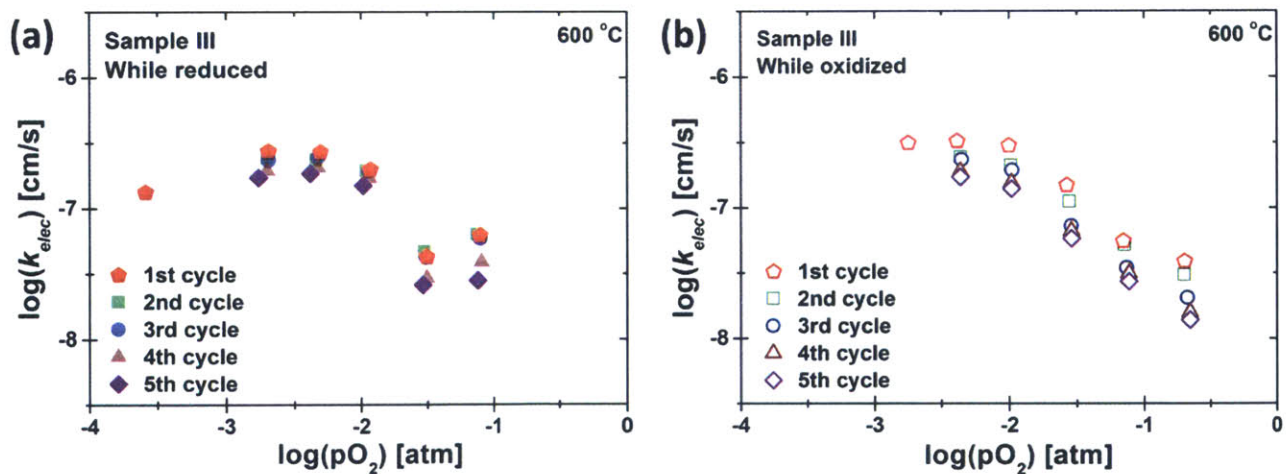 (a)
Sample III
While reduced
600 °C
log(k_elec) [cm/s]
-6
-7
-8
1st cycle
2nd cycle
3rd cycle
4th cycle
5th cycle
-4 -3 -2 -1 0
log(pO₂) [atm]
(b)
Sample III
While oxidized
600 °C
log(k_elec) [cm/s]
-6
-7
-8
1st cycle
2nd cycle
3rd cycle
4th cycle
5th cycle
-4 -3 -2 -1 0
log(pO₂) [atm]